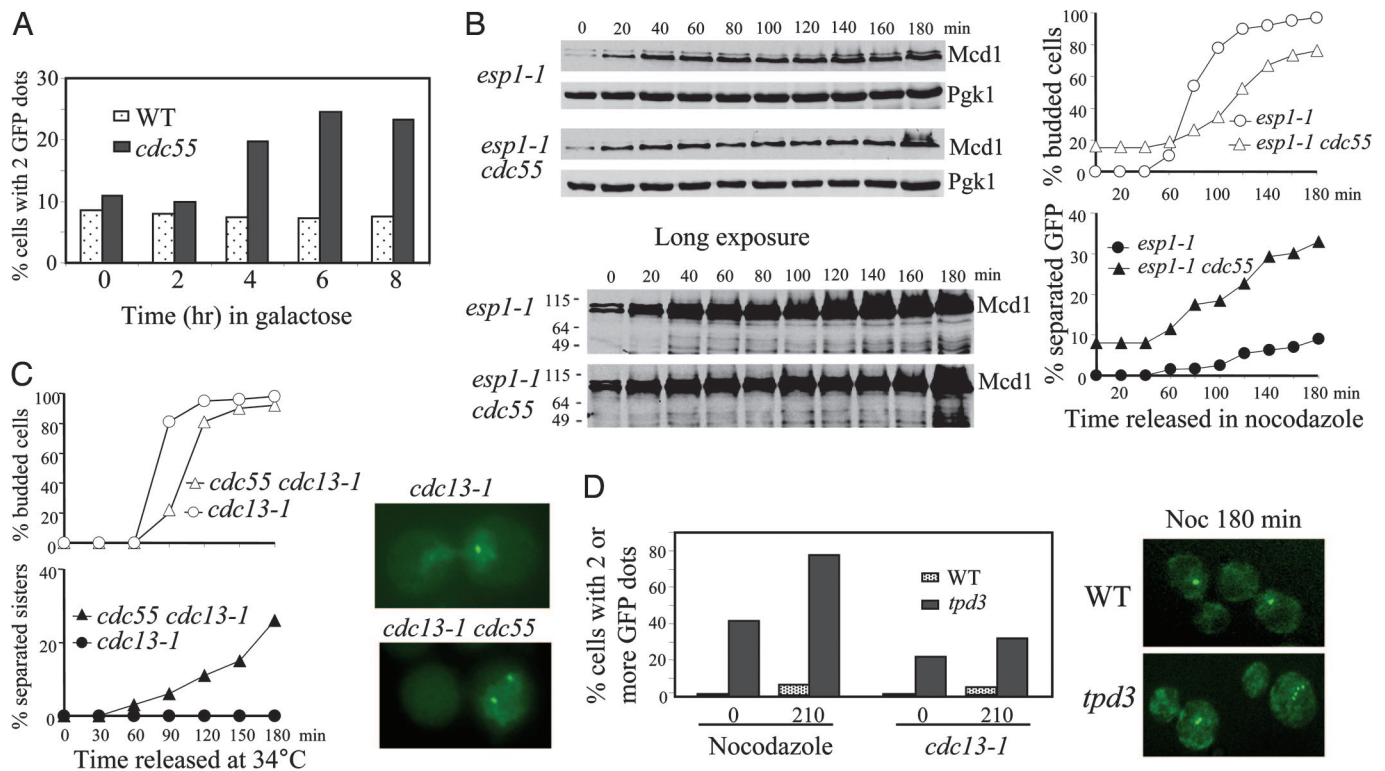 A
% cells with 2 GFP dots
30
20
10
0
WT
cdc55
0 2 4 6 8
Time (hr) in galactose
B
0 20 40 60 80 100 120 140 160 180 min
esp1-1
Mcd1
Pgk1
esp1-1 cdc55
Mcd1
Pgk1
Long exposure
0 20 40 60 80 100 120 140 160 180 min
esp1-1
115
64
49
Mcd1
esp1-1 cdc55
115
64
49
Mcd1
% budded cells
100
80
60
40
20
0
esp1-1
esp1-1 cdc55
20 60 100 140 180 min
% separated GFP
40
30
10
0
esp1-1
esp1-1 cdc55
20 60 100 140 180 min
Time released in nocodazole
C
% budded cells
100
80
60
40
20
0
cdc55 cdc13-1
cdc13-1
% separated sisters
40
20
0
cdc55 cdc13-1
cdc13-1
0 30 60 90 120 150 180 min
Time released at 34°C
cdc13-1
cdc13-1 cdc55
D
% cells with 2 or
more GFP dots
80
60
40
20
0
WT
tpd3
0 210 0 210
Nocodazole cdc13-1
Noc 180 min
WT
tpd3